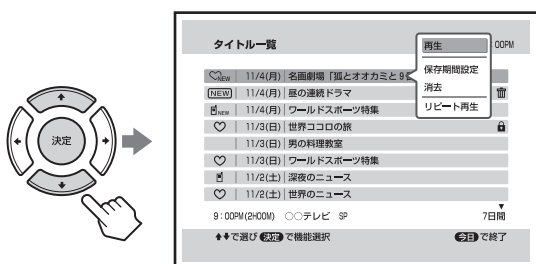 タイトル一覧
再生
:00PM
保存期間設定
消去
リピート再生
NEW 11/4(月) 名画劇場「狐とオオカミと9
NEW 11/4(月) 昼の連続ドラマ
NEW 11/4(月) ワールドスポーツ特集
11/3(日) 世界ココロの旅
11/3(日) 男の料理教室
11/3(日) ワールドスポーツ特集
11/2(土) 深夜のニュース
11/2(土) 世界のニュース
9:00PM(2H00M) ○○テレビ SP 7日間
で選び 決定 で機能選択 今日 で終了
決定